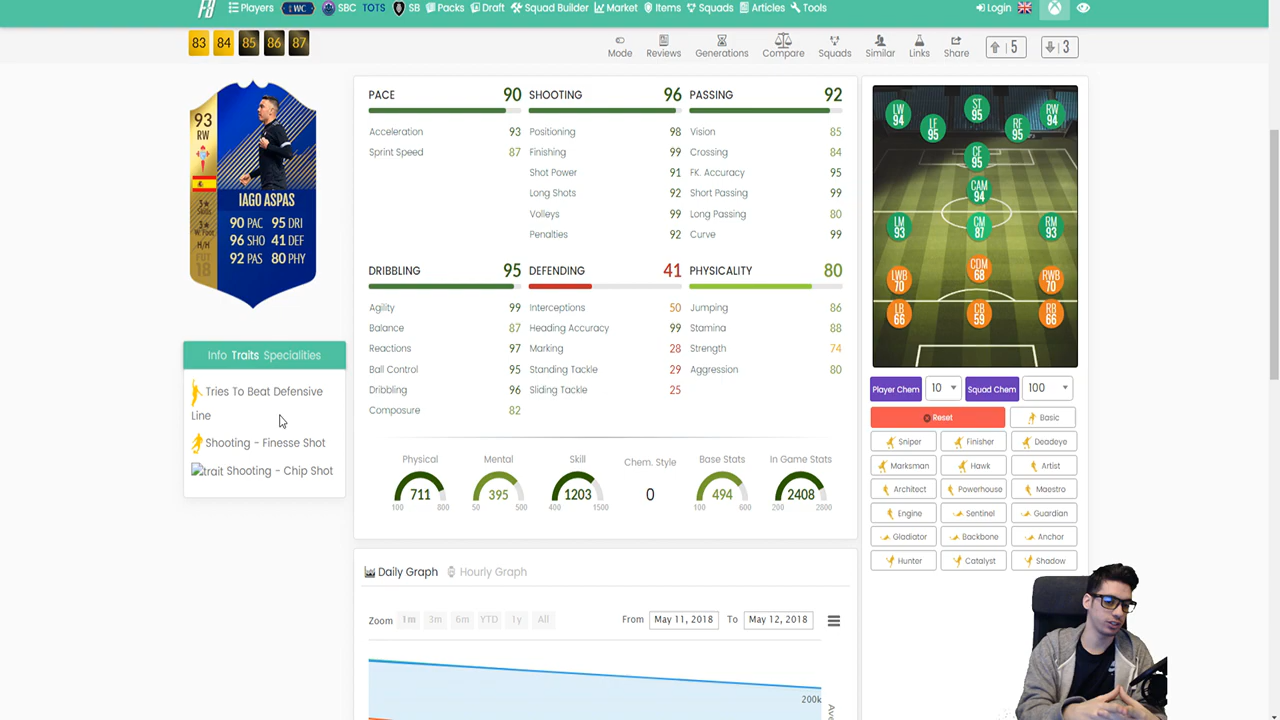 F8 Players WC SBC TOTS SB Packs Draft Squad Builder Market Items Squads Articles Tools Login
83 84 85 86 87
Mode Reviews Generations Compare Squads Similar Links Share 5 3
93
RW
IAGO ASPAS
90 PAC 95 DRI
96 SHO 41 DEF
92 PAS 80 PHY
H/H
FUT
18
Info Traits Specialities
Tries To Beat Defensive
Line
Shooting - Finesse Shot
trait Shooting - Chip Shot
PACE 90
Acceleration 93
Sprint Speed 87
SHOOTING 96
Positioning 98
Finishing 99
Shot Power 91
Long Shots 92
Volleys 99
Penalties 92
PASSING 92
Vision 85
Crossing 84
FK. Accuracy 95
Short Passing 99
Long Passing 80
Curve 99
DRIBBLING 95
Agility 99
Balance 87
Reactions 97
Ball Control 95
Dribbling 96
Composure 82
DEFENDING 41
Interceptions 50
Heading Accuracy 99
Marking 28
Standing Tackle 29
Sliding Tackle 25
PHYSICALITY 80
Jumping 86
Stamina 88
Strength 74
Aggression 80
Physical Mental Skill Chem. Style Base Stats In Game Stats
711 395 1203 0 494 2408
100 800 50 500 400 1500 100 600 200 2800
Daily Graph Hourly Graph
Zoom 1m 3m 6m YTD 1y All From May 11, 2018 To May 12, 2018
200k
LW 94
ST 95
RW 94
LF 95
RF 95
CF 95
CAM 94
LM 93
CM 87
RM 93
LWB 70
CDM 68
RWB 70
LB 66
CB 59
RB 66
Player Chem 10 Squad Chem 100
Reset Basic
Sniper Finisher Deadeye
Marksman Hawk Artist
Architect Powerhouse Maestro
Engine Sentinel Guardian
Gladiator Backbone Anchor
Hunter Catalyst Shadow